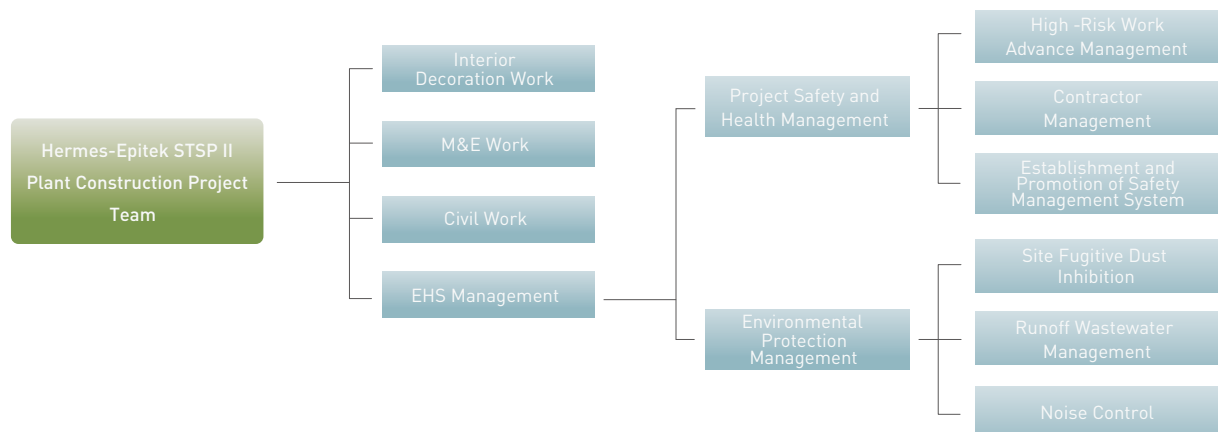 Hermes-Epitek STSP II
Plant Construction Project
Team
Interior
Decoration Work
M&E Work
Civil Work
EHS Management
Project Safety and
Health Management
Environmental
Protection
Management
High -Risk Work
Advance Management
Contractor
Management
Establishment and
Promotion of Safety
Management System
Site Fugitive Dust
Inhibition
Runoff Wastewater
Management
Noise Control